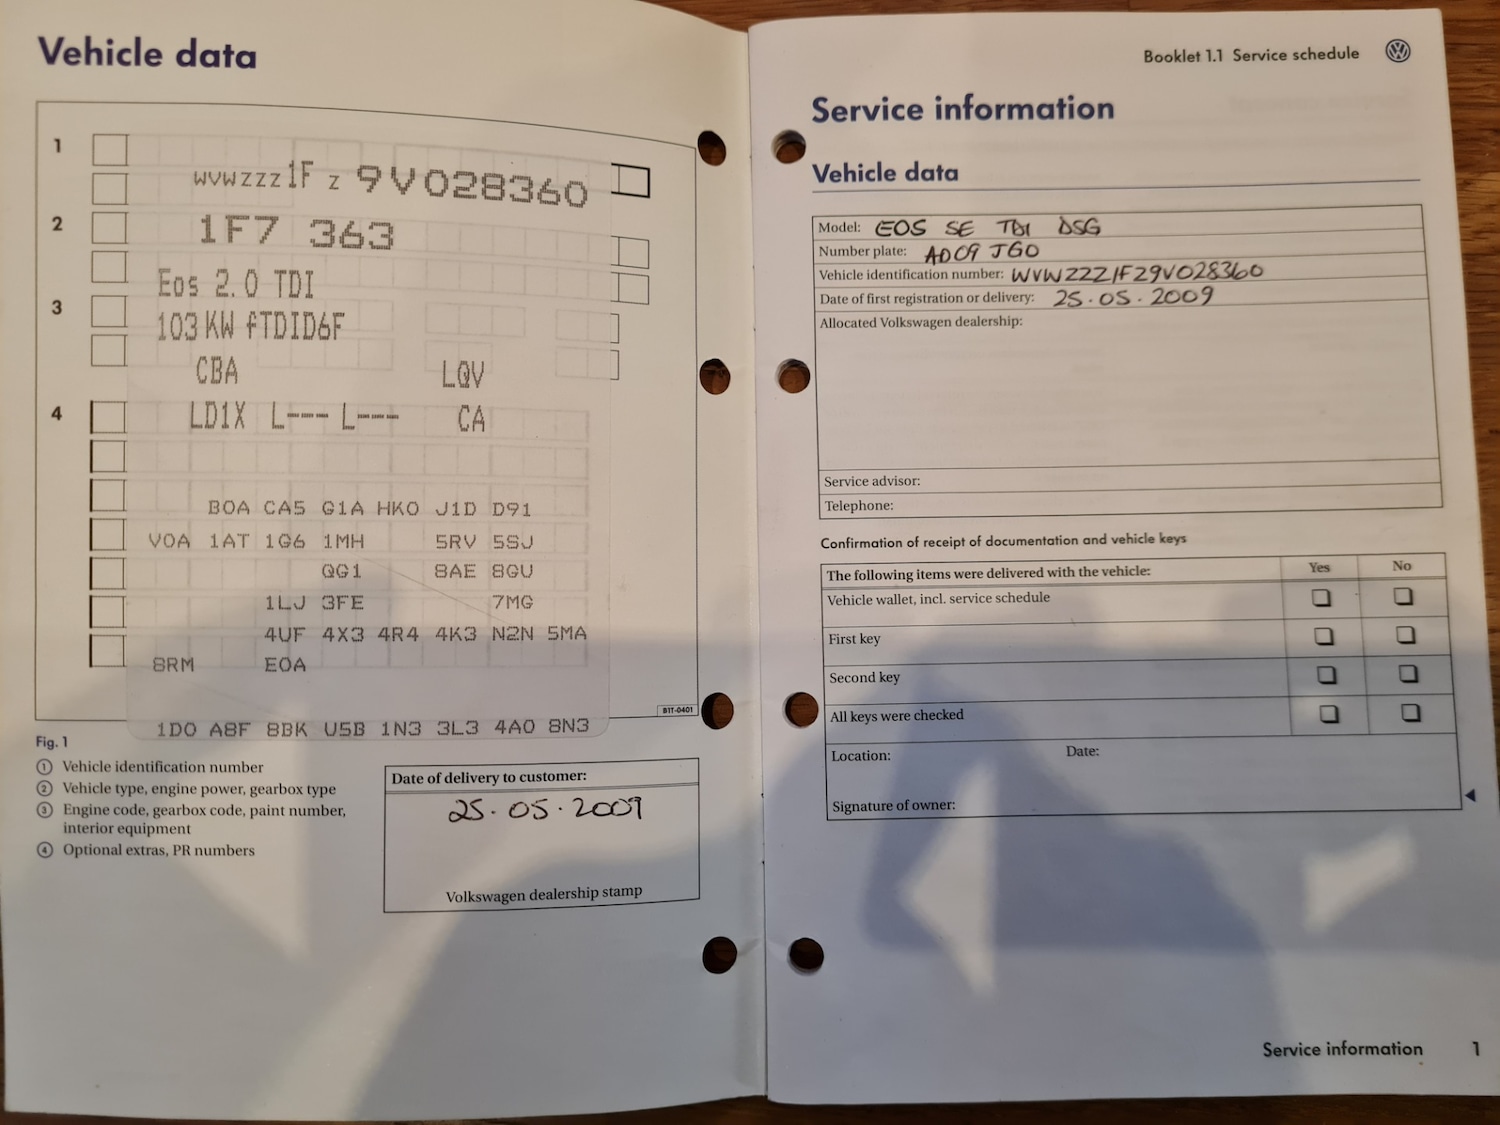 Vehicle data
1
WVWZZZ1F Z 9V028360
2
1F7 363
Eos 2.0 TDI
3
103 KW fTDID6F
CBA LQV
4
LD1X L---- L---- CA
B0A CA5 G1A HK0 J1D D91
V0A 1AT 1G6 1MH 5RV 5SJ
QG1 8AE 8GU
1LJ 3FE 7MG
4UF 4X3 4R4 4K3 N2N 5MA
8RM E0A
B1T-0401
1D0 A8F 8BK U5B 1N3 3L3 4A0 8N3
Fig. 1
1 Vehicle identification number
2 Vehicle type, engine power, gearbox type
3 Engine code, gearbox code, paint number,
interior equipment
4 Optional extras, PR numbers
Date of delivery to customer:
25·05·2009
Volkswagen dealership stamp
Booklet 1.1 Service schedule
Service information
Vehicle data
Model: EOS SE TDI DSG
Number plate: AD09 JGO
Vehicle identification number: WVWZZZ1FZ9V028360
Date of first registration or delivery: 25·05·2009
Allocated Volkswagen dealership:
Service advisor:
Telephone:
Confirmation of receipt of documentation and vehicle keys
The following items were delivered with the vehicle: Yes No
Vehicle wallet, incl. service schedule
First key
Second key
All keys were checked
Location: Date:
Signature of owner:
Service information 1